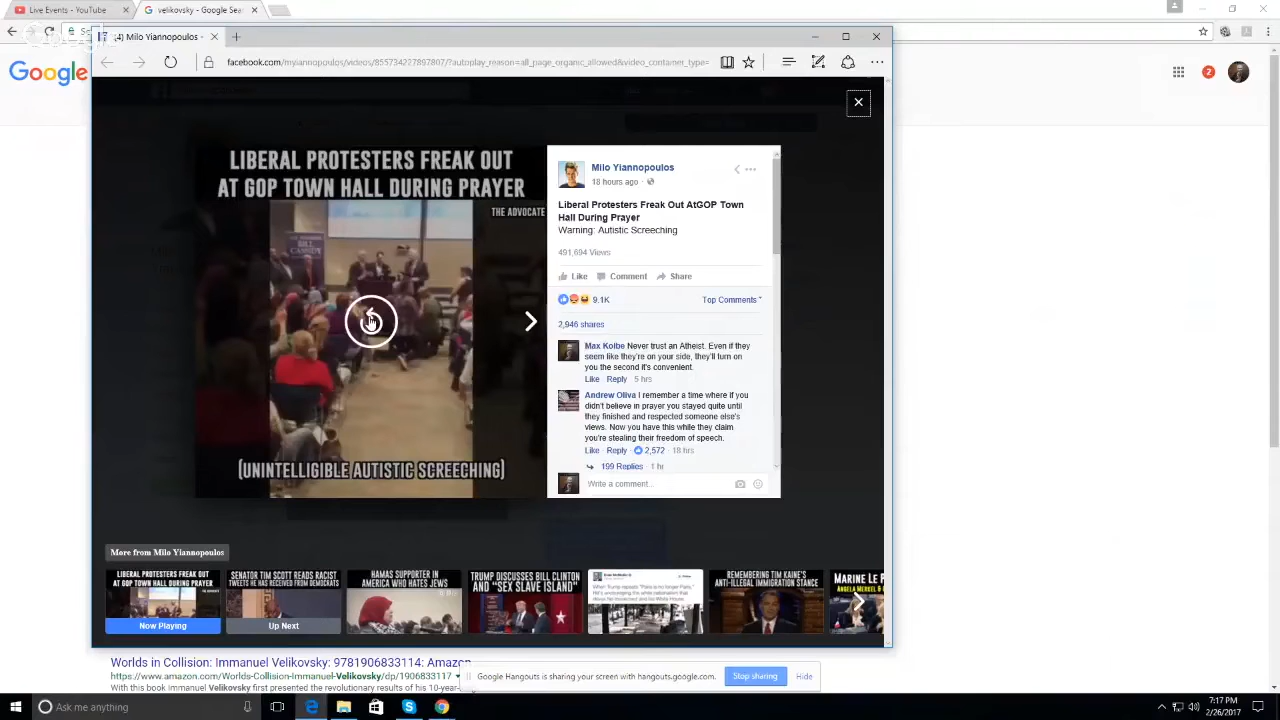 Live Events - YouTube
velikovsky - Google Sea
(4) Milo Yiannopoulos -
facebook.com/myiannopoulos/videos/855734227897807/?autoplay_reason=all_page_organic_allowed&video_container_type=
Google
2
LIBERAL PROTESTERS FREAK OUT
AT GOP TOWN HALL DURING PRAYER
THE ADVOCATE
BILL
CASSIDY
(UNINTELLIGIBLE AUTISTIC SCREECHING)
Milo Yiannopoulos
18 hours ago
Liberal Protesters Freak Out AtGOP Town
Hall During Prayer
Warning: Autistic Screeching
491,694 Views
Like Comment Share
9.1K Top Comments
2,946 shares
Max Kolbe Never trust an Atheist. Even if they
seem like they're on your side, they'll turn on
you the second it's convenient.
Like Reply 5 hrs
Andrew Oliva I remember a time where if you
didn't believe in prayer you stayed quite until
they finished and respected someone else's
views. Now you have this while they claim
you're stealing their freedom of speech.
Like · Reply · 2,572 · 18 hrs
199 Replies · 1 hr
Write a comment...
More from Milo Yiannopoulos
LIBERAL PROTESTERS FREAK OUT
AT GOP TOWN HALL DURING PRAYER
Now Playing
SENATOR TIM SCOTT READS RACIST
TWEETS HE HAS RECEIVED FROM DEMOCRATS
Up Next
HAMAS SUPPORTER IN
AMERICA WHO HATES JEWS
TRUMP DISCUSSES BILL CLINTON
AND "SEX SLAVE ISLAND"
REMEMBERING TIM KAINE'S
ANTI-ILLEGAL IMMIGRATION STANCE
MARINE LE P
ANGELA MERKEL &
Worlds in Collision: Immanuel Velikovsky: 9781906833114: Amazon
https://www.amazon.com/Worlds-Collision-Immanuel-Velikovsky/dp/1906833117
With this book Immanuel Velikovsky first presented the revolutionary results of his 10-year-
Google Hangouts is sharing your screen with hangouts.google.com.
Stop sharing
Hide
Ask me anything
7:17 PM
2/26/2017